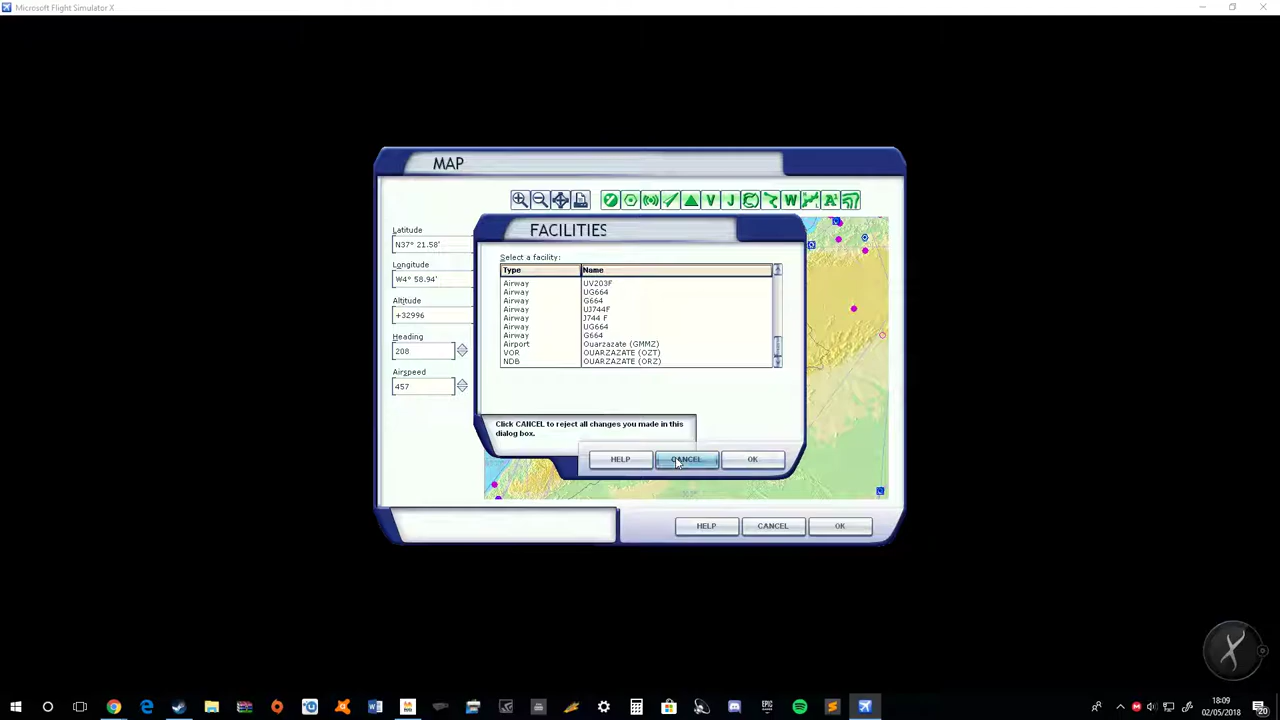 Microsoft Flight Simulator X
MAP
Latitude
N37° 21.58'
Longitude
W4° 58.94'
Altitude
+32996
Heading
208
Airspeed
457
V J W A
FACILITIES
Select a facility:
Type Name
Airway UV203F
Airway UG664
Airway G664
Airway UJ744F
Airway J744 F
Airway UG664
Airway G664
Airport Ouarzazate (GMMZ)
VOR OUARZAZATE (OZT)
NDB OUARZAZATE (ORZ)
Click CANCEL to reject all changes you made in this
dialog box.
HELP CANCEL OK
HELP CANCEL OK
18:09
02/05/2018